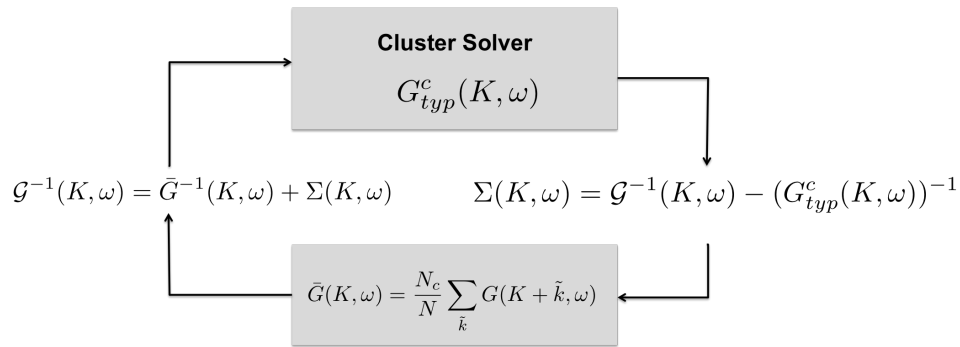 Cluster Solver
G^c_{typ}(K, ω)
𝒢^{-1}(K, ω) = Ḡ^{-1}(K, ω) + Σ(K, ω)
Σ(K, ω) = 𝒢^{-1}(K, ω) − (G^c_{typ}(K, ω))^{-1}
Ḡ(K, ω) = \frac{N_c}{N} \sum_{\tilde{k}} G(K + \tilde{k}, ω)